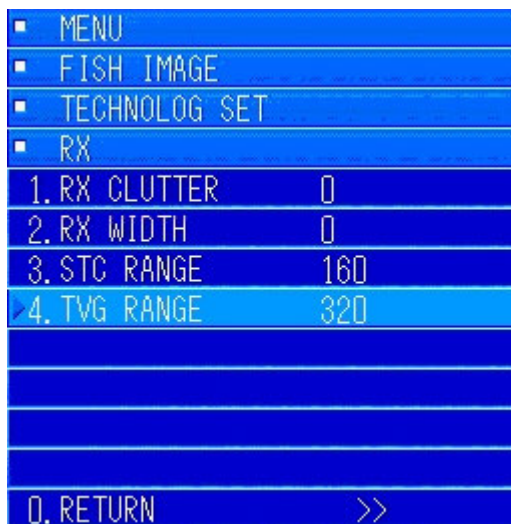 MENU
FISH IMAGE
TECHNOLOG SET
RX
1.RX CLUTTER 0
2.RX WIDTH 0
3.STC RANGE 160
4.TVG RANGE 320
0.RETURN >>